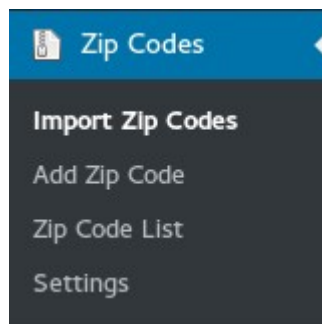 Zip Codes
Import Zip Codes
Add Zip Code
Zip Code List
Settings